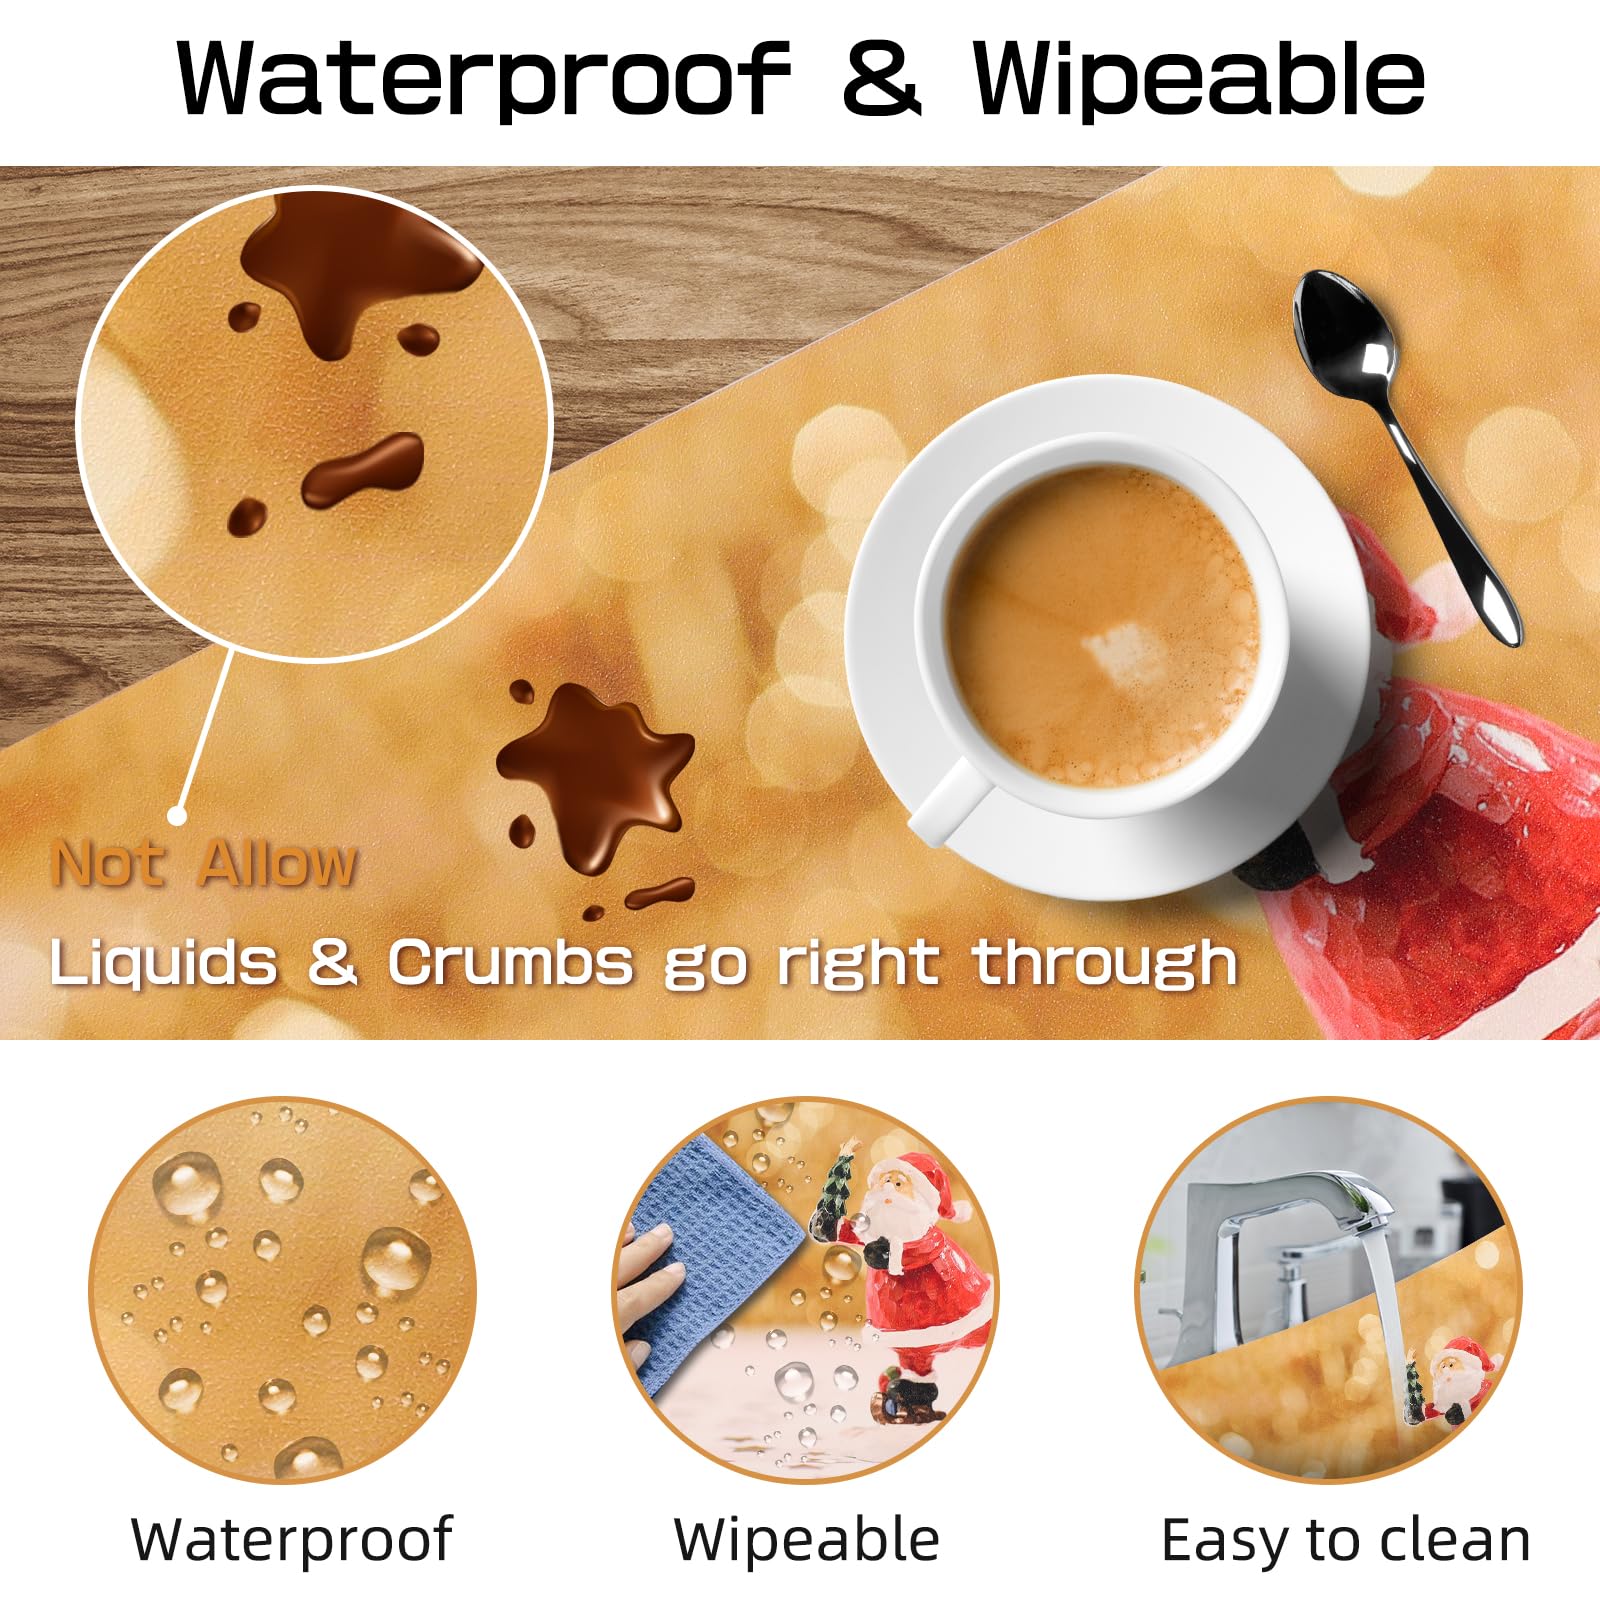 Waterproof & Wipeable
Not Allow
Liquids & Crumbs go right through
Waterproof
Wipeable
Easy to clean